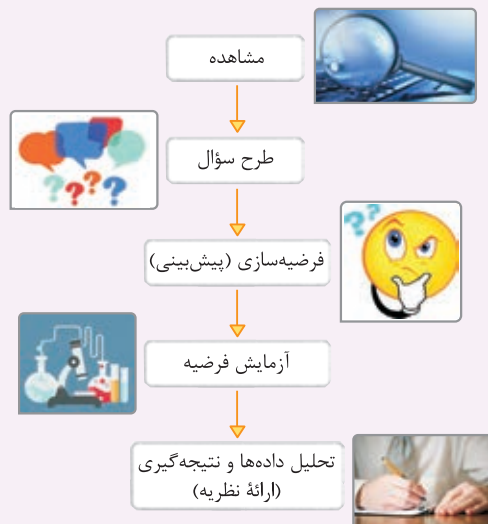 مشاهده
طرح سؤال
فرضیه‌سازی (پیش‌بینی)
آزمایش فرضیه
تحلیل داده‌ها و نتیجه‌گیری
(ارائهٔ نظریه)